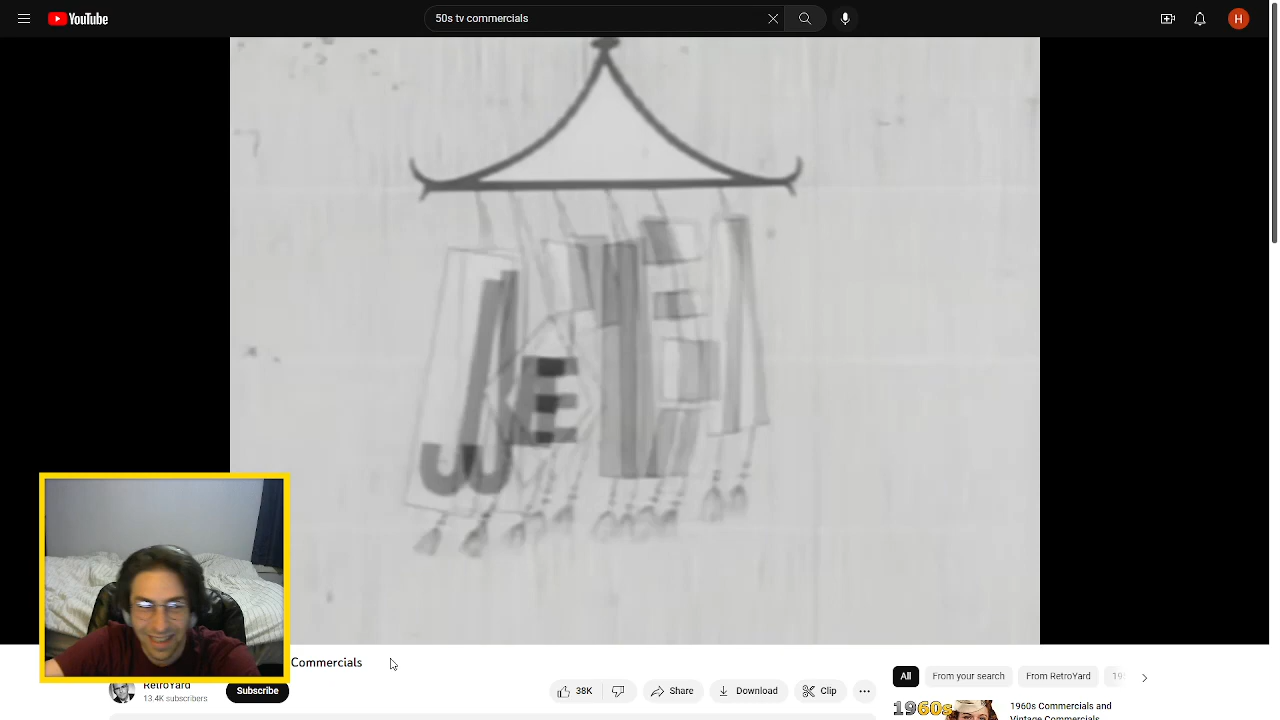 YouTube
50s tv commercials
H
Commercials
RetroYard
13.4K subscribers
Subscribe
38K
Share
Download
Clip
All
From your search
From RetroYard
1960s
1960s Commercials and
Vintage Commercials